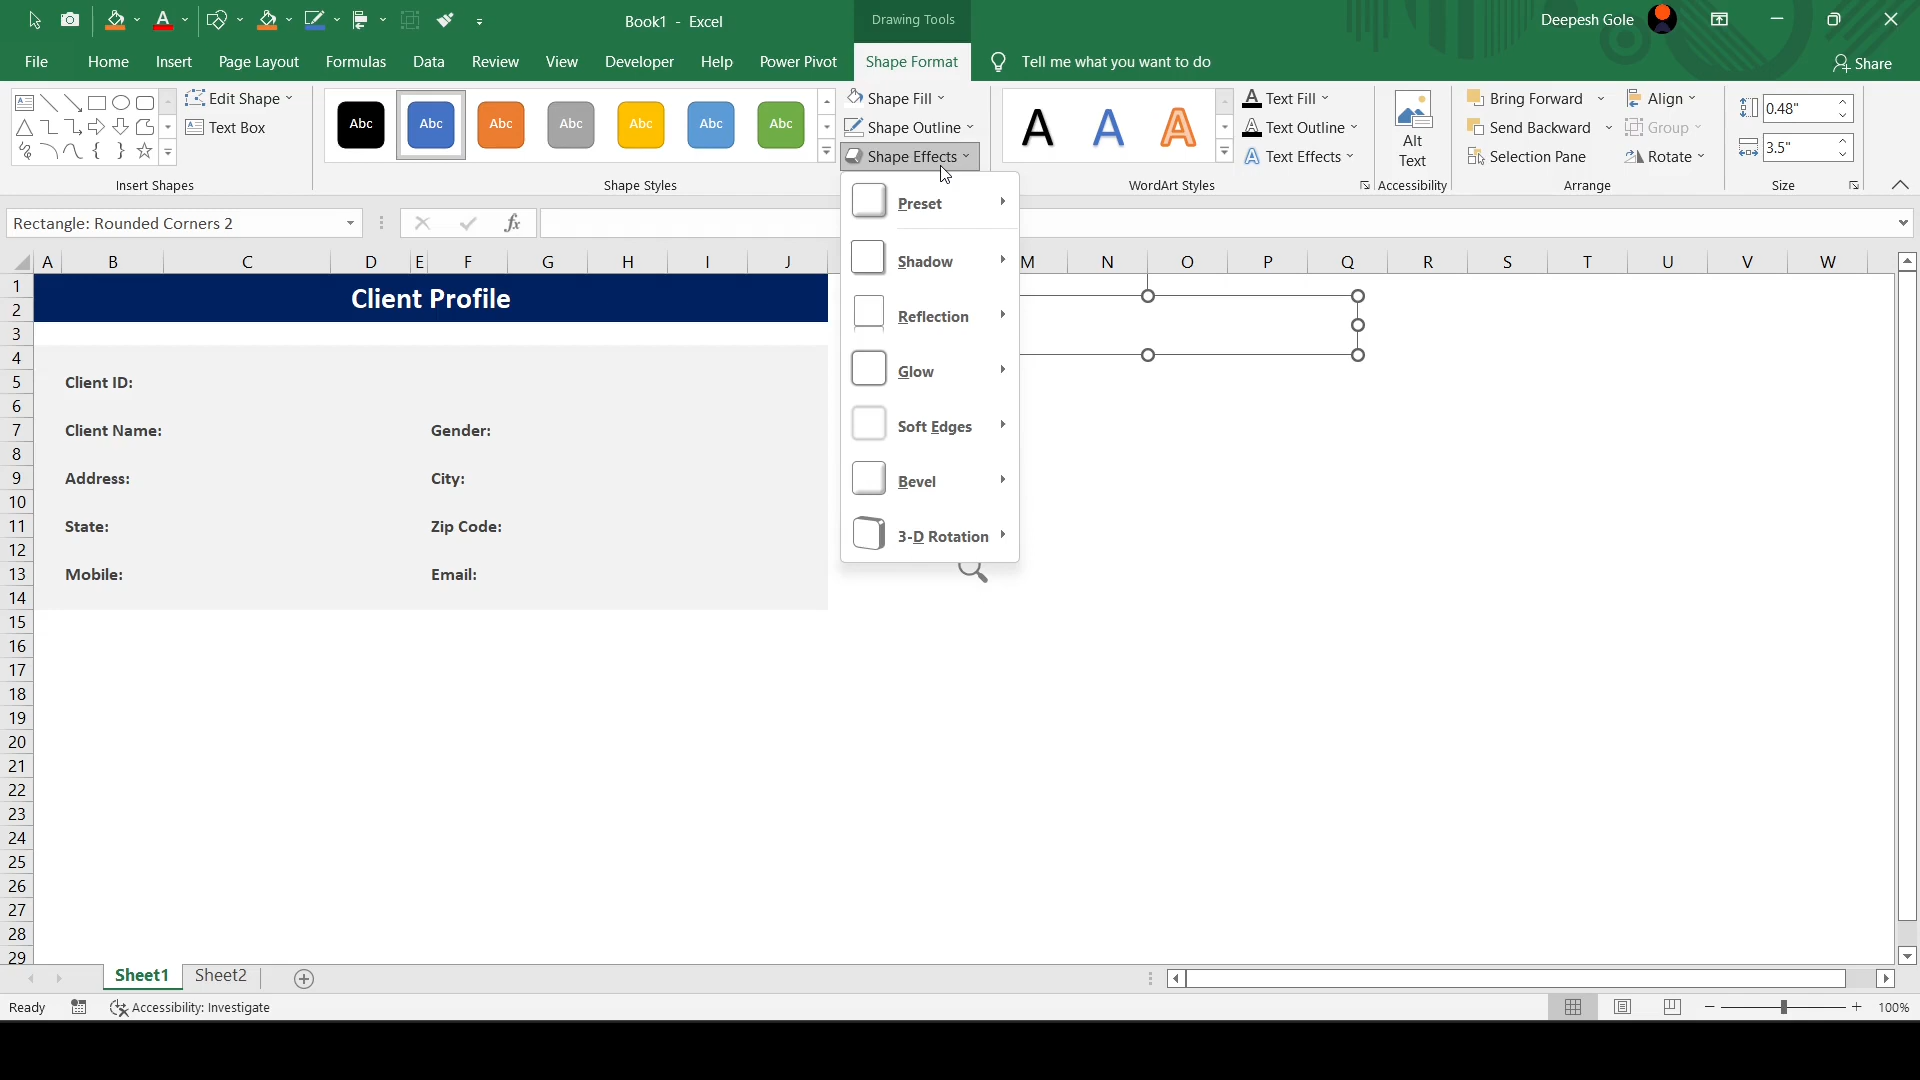 Book1 - Excel
Drawing Tools
Deepesh Gole
File Home Insert Page Layout Formulas Data Review View Developer Help Power Pivot Shape Format Tell me what you want to do Share
Edit Shape
Text Box
Insert Shapes
Abc Abc Abc Abc Abc Abc Abc
Shape Styles
Shape Fill
Shape Outline
Shape Effects
A A A
WordArt Styles
Text Fill
Text Outline
Text Effects
Alt
Text
Accessibility
Bring Forward
Send Backward
Selection Pane
Align
Group
Rotate
Arrange
0.48"
3.5"
Size
Rectangle: Rounded Corners 2
fx
Preset
Shadow
Reflection
Glow
Soft Edges
Bevel
3-D Rotation
A B C D E F G H I J M N O P Q R S T U V W
1
2
3
4
5
6
7
8
9
10
11
12
13
14
15
16
17
18
19
20
21
22
23
24
25
26
27
28
29
Client Profile
Client ID:
Client Name: Gender:
Address: City:
State: Zip Code:
Mobile: Email:
Sheet1 Sheet2
Ready Accessibility: Investigate 100%